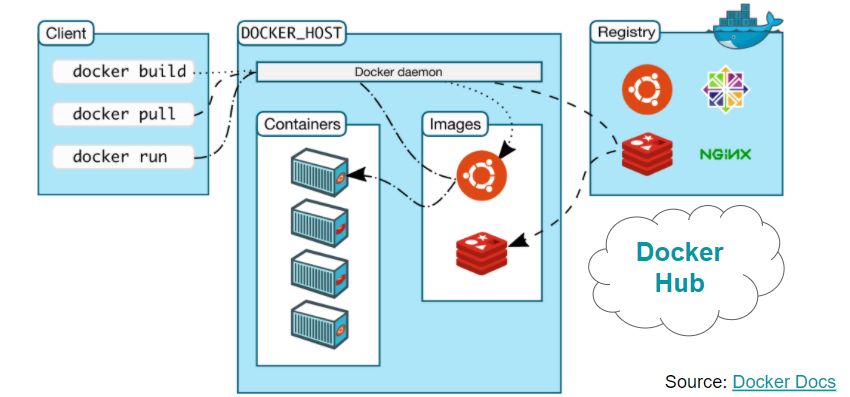 Client
docker build
docker pull
docker run
DOCKER_HOST
Docker daemon
Containers
Images
Registry
NGiNX
Docker
Hub
Source: Docker Docs